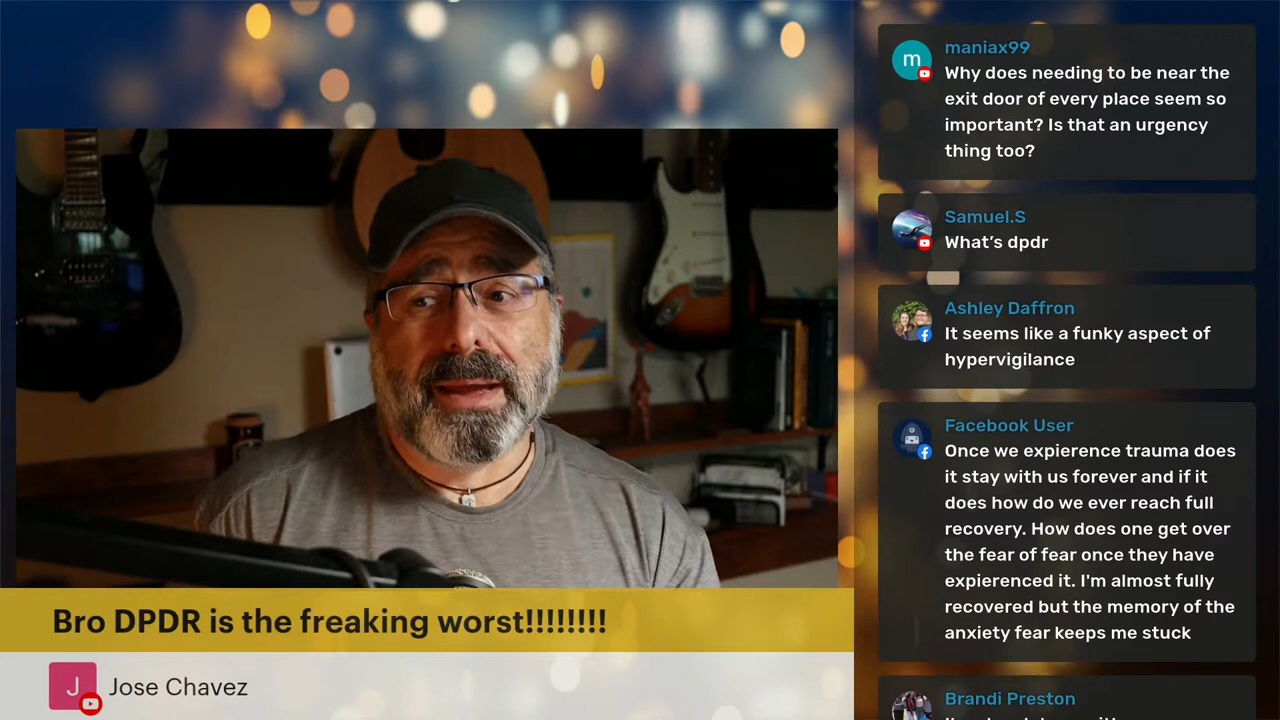 Bro DPDR is the freaking worst!!!!!!!!
J
Jose Chavez
m
maniax99
Why does needing to be near the
exit door of every place seem so
important? Is that an urgency
thing too?
Samuel.S
What’s dpdr
Ashley Daffron
It seems like a funky aspect of
hypervigilance
Facebook User
Once we expierence trauma does
it stay with us forever and if it
does how do we ever reach full
recovery. How does one get over
the fear of fear once they have
expierenced it. I'm almost fully
recovered but the memory of the
anxiety fear keeps me stuck
Brandi Preston